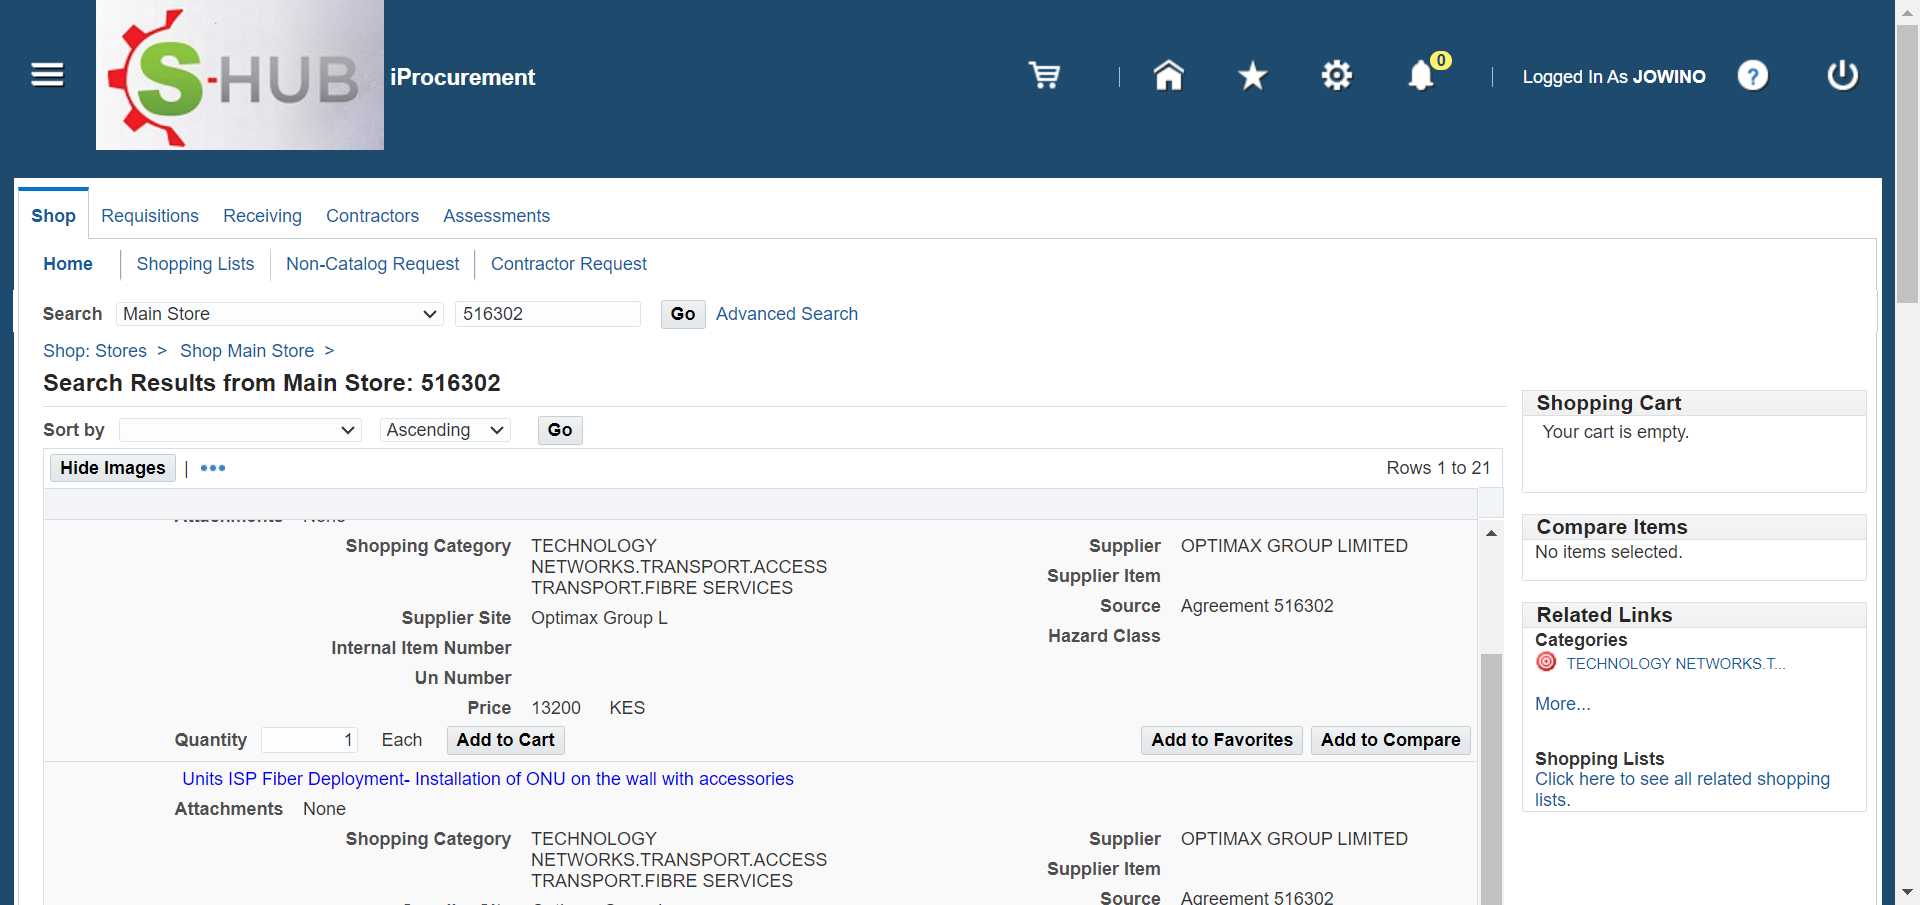 S-HUB
iProcurement
0
Logged In As JOWINO
?
Shop
Requisitions
Receiving
Contractors
Assessments
Home
Shopping Lists
Non-Catalog Request
Contractor Request
Search
Main Store
516302
Go
Advanced Search
Shop: Stores >
Shop Main Store >
Search Results from Main Store: 516302
Sort by
Ascending
Go
Hide Images
|
Rows 1 to 21
Attachments None
Shopping Category
TECHNOLOGY
NETWORKS.TRANSPORT.ACCESS
TRANSPORT.FIBRE SERVICES
Supplier Site Optimax Group L
Internal Item Number
Un Number
Price 13200 KES
Supplier OPTIMAX GROUP LIMITED
Supplier Item
Source Agreement 516302
Hazard Class
Quantity 1 Each
Add to Cart
Add to Favorites
Add to Compare
Units ISP Fiber Deployment- Installation of ONU on the wall with accessories
Attachments None
Shopping Category
TECHNOLOGY
NETWORKS.TRANSPORT.ACCESS
TRANSPORT.FIBRE SERVICES
Supplier OPTIMAX GROUP LIMITED
Supplier Item
Source Agreement 516302
Shopping Cart
Your cart is empty.
Compare Items
No items selected.
Related Links
Categories
TECHNOLOGY NETWORKS.T...
More...
Shopping Lists
Click here to see all related shopping
lists.